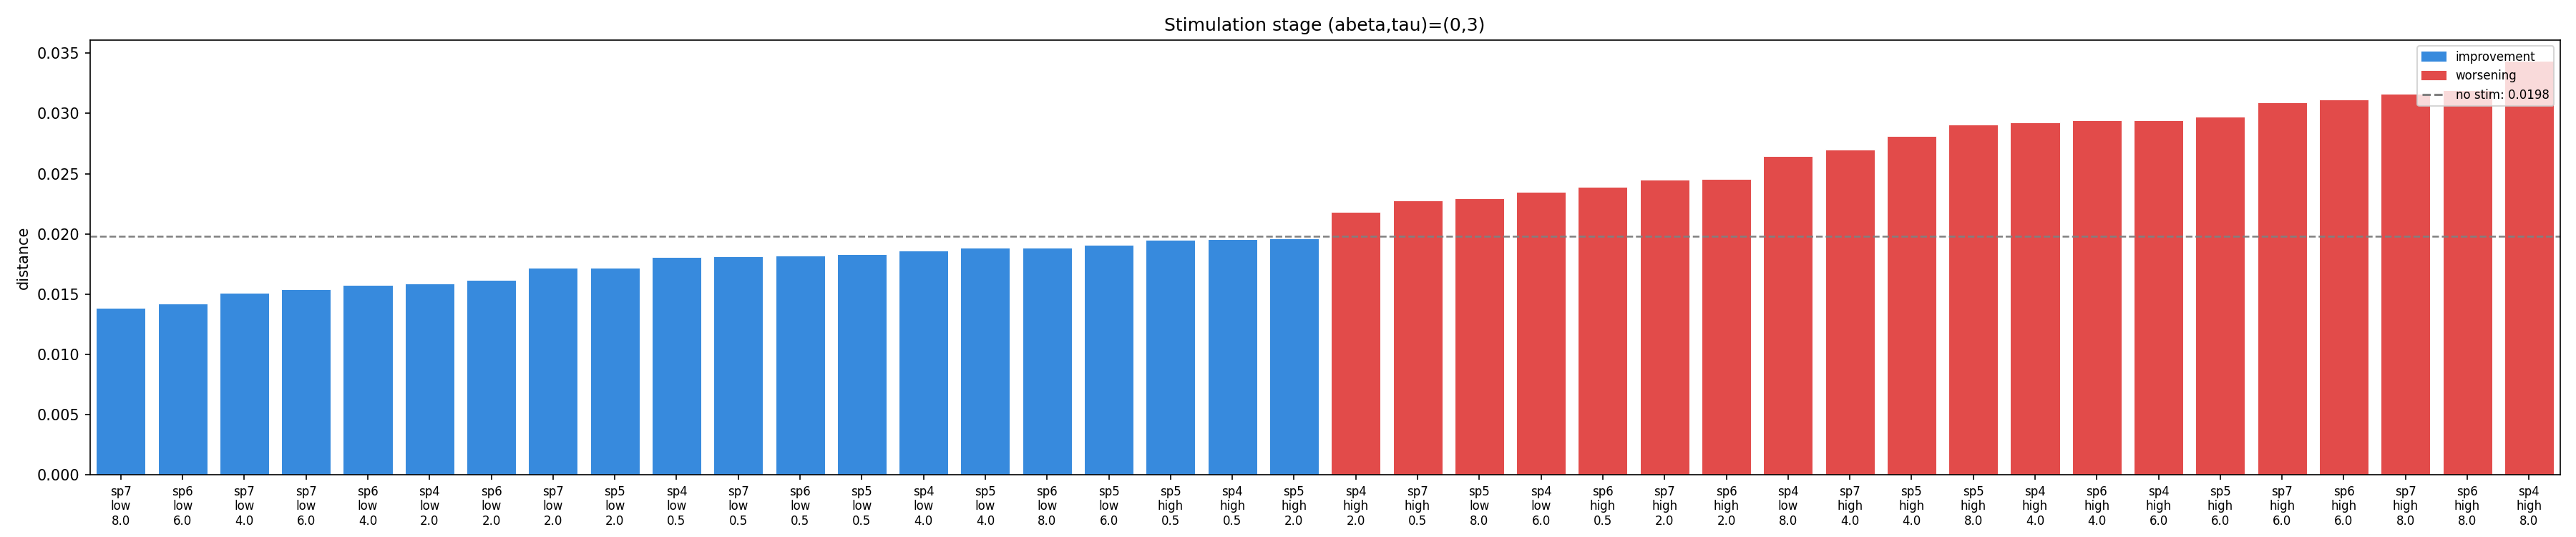 Stimulation stage (abeta,tau)=(0,3)
0.035
0.030
0.025
0.020
0.015
0.010
0.005
0.000
distance
improvement
worsening
no stim: 0.0198
sp7 sp6 sp7 sp7 sp6 sp4 sp6 sp7 sp5 sp4 sp7 sp6 sp5 sp4 sp5 sp6 sp5 sp5 sp4 sp5 sp4 sp7 sp5 sp4 sp6 sp7 sp6 sp4 sp7 sp5 sp5 sp4 sp6 sp4 sp5 sp7 sp6 sp7 sp6 sp4
low low low low low low low low low low low low low low low low low high high high high high low low high high high low high high high high high high high high high high high high
8.0 6.0 4.0 6.0 4.0 2.0 2.0 2.0 2.0 0.5 0.5 0.5 0.5 4.0 4.0 8.0 6.0 0.5 0.5 2.0 2.0 0.5 8.0 6.0 0.5 2.0 2.0 8.0 4.0 4.0 8.0 4.0 4.0 6.0 6.0 6.0 6.0 8.0 8.0 8.0